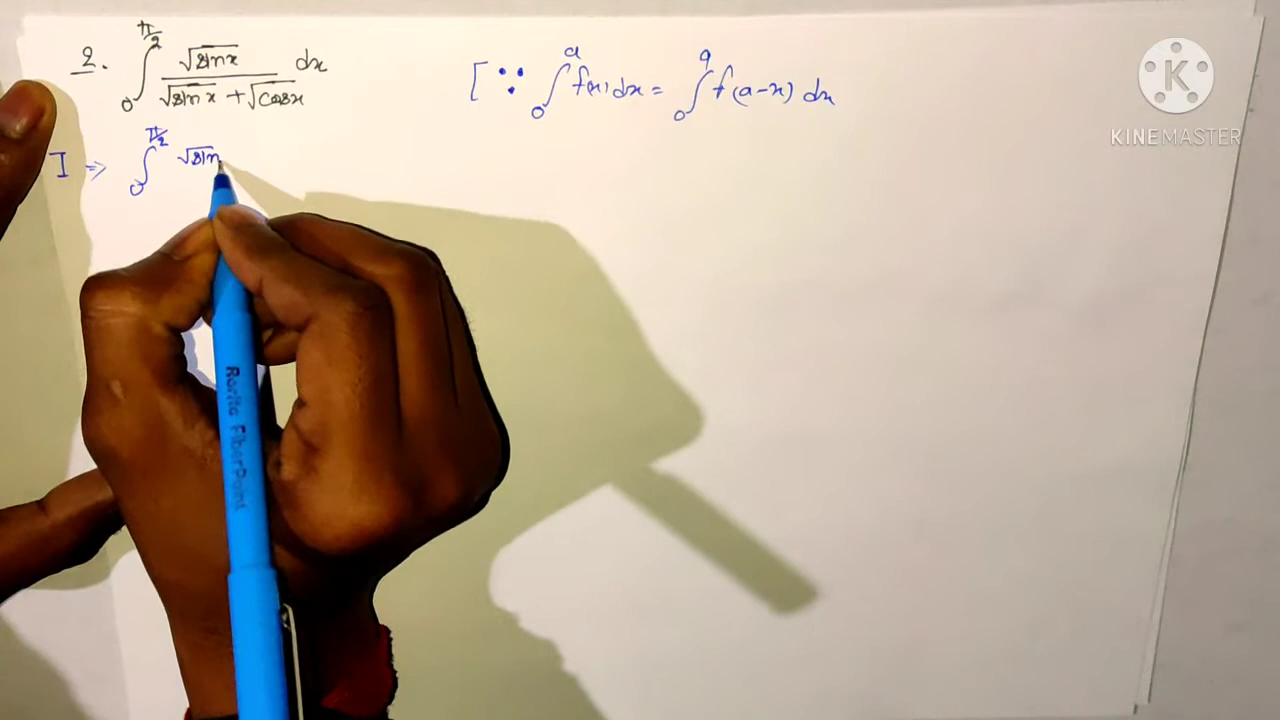 2. ∫₀^{π/2} √sinx / (√sinx + √cosx) dx
[∵ ∫₀^a f(x) dx = ∫₀^a f(a-x) dx
I ⇒ ∫₀^{π/2} √sin
K
KINEMASTER
Rorito FiberPoint